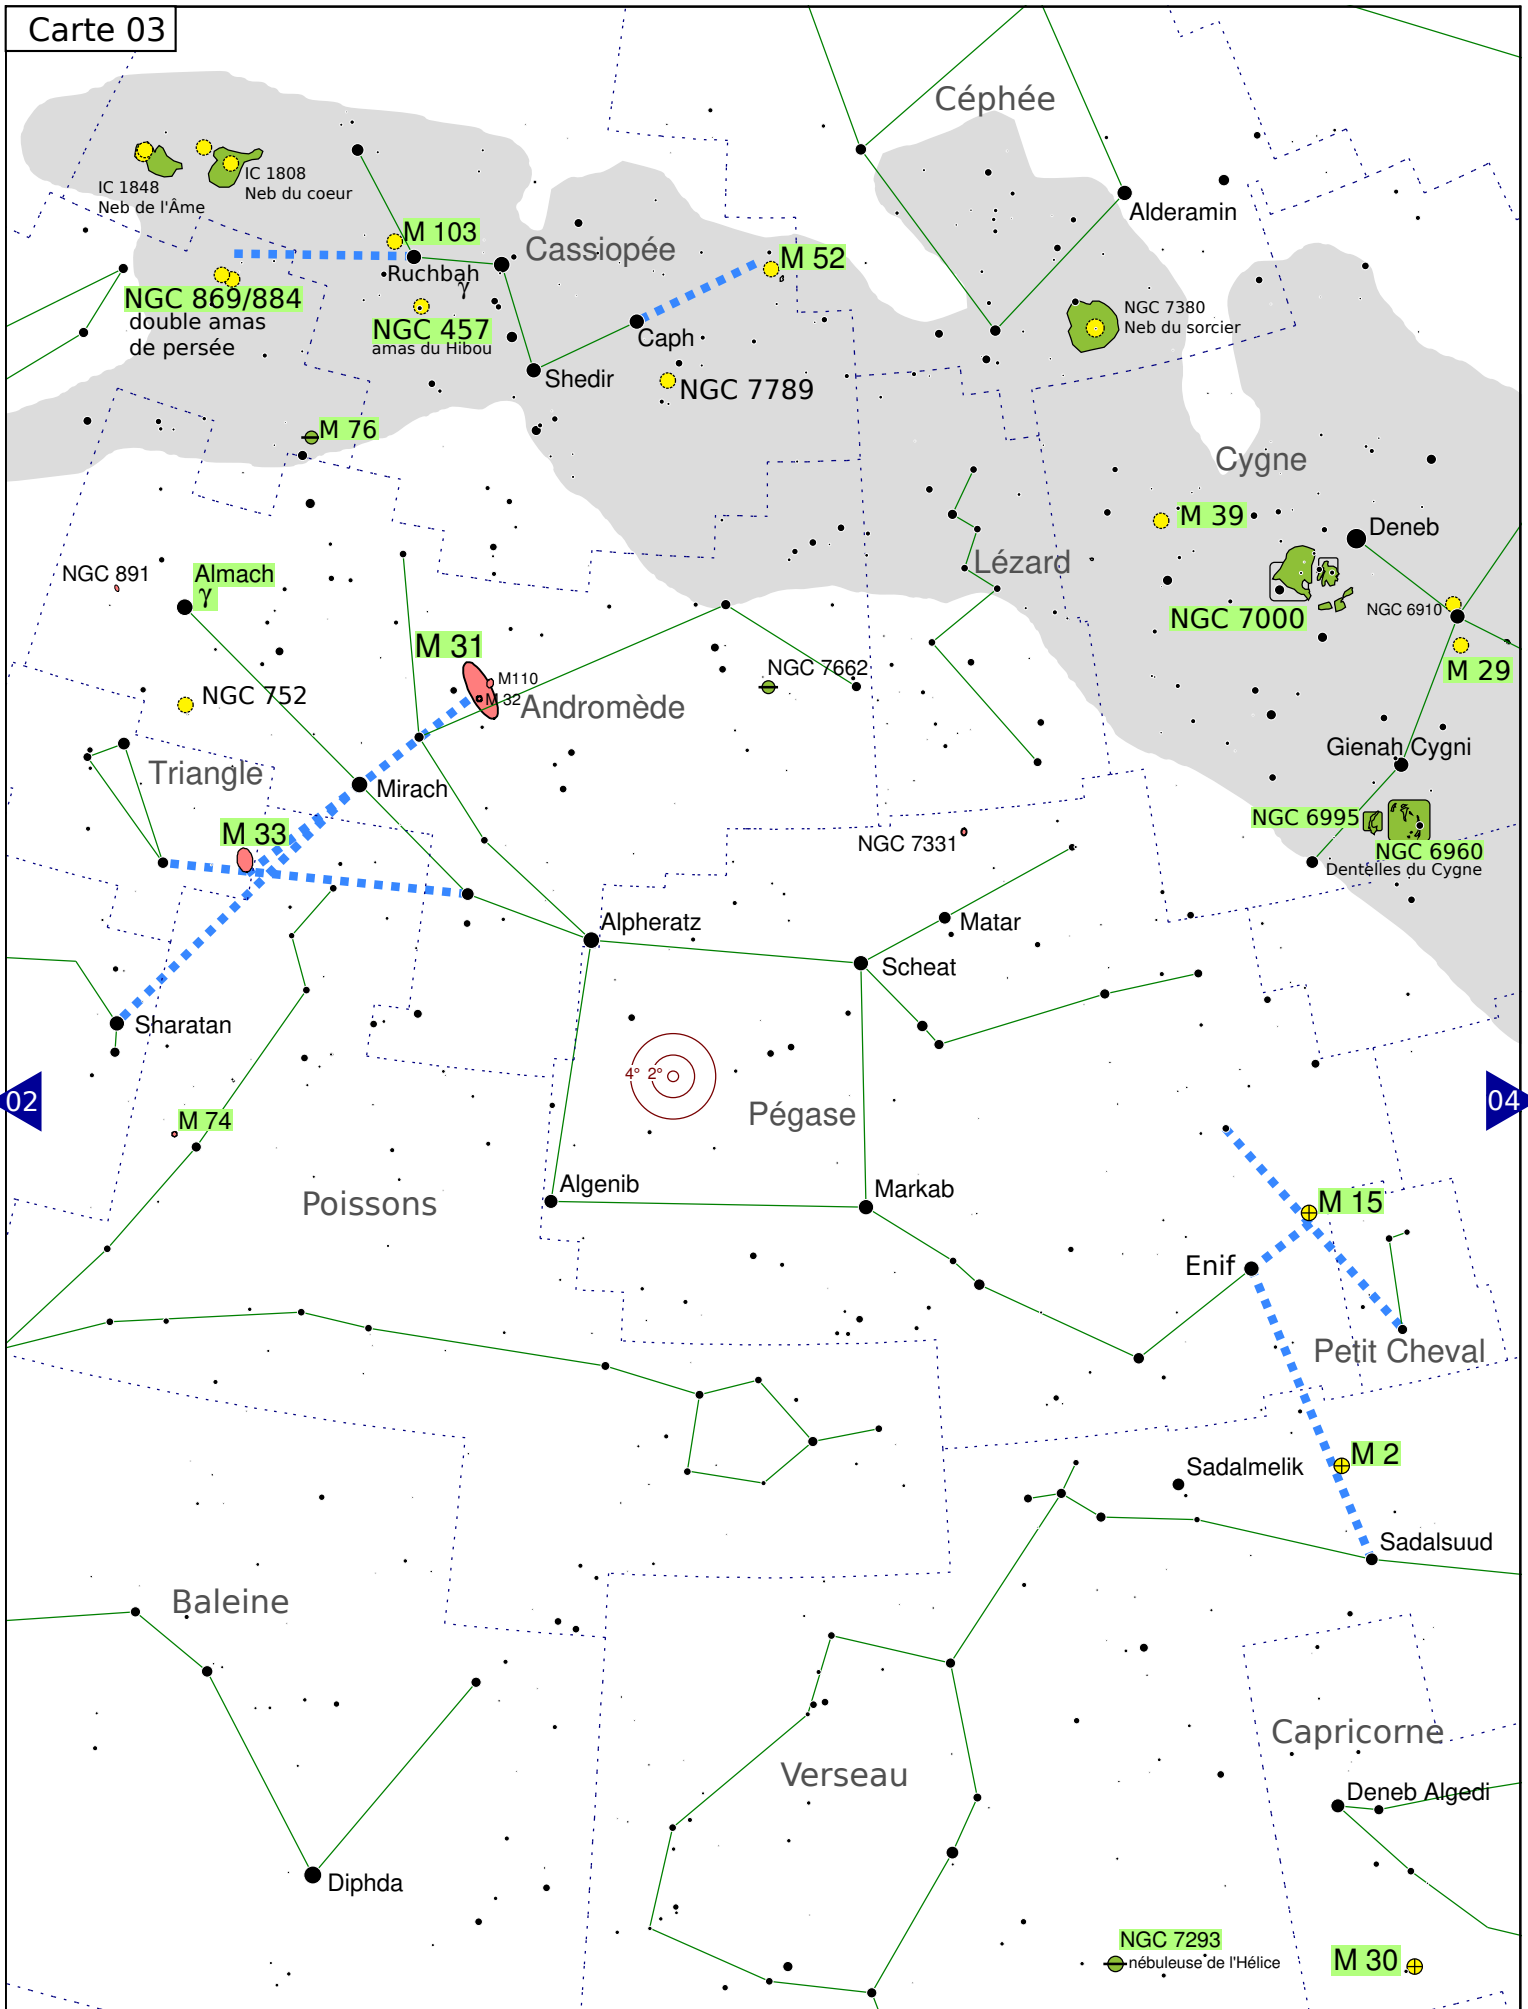 Carte 03
Céphée
IC 1848
Neb de l'Âme
IC 1808
Neb du coeur
M 103
Ruchbah
γ
Cassiopée
M 52
Alderamin
NGC 869/884
double amas
de persée
NGC 457
amas du Hibou
Caph
Shedir
NGC 7789
NGC 7380
Neb du sorcier
M 76
Cygne
M 39
Deneb
NGC 891
Almach
γ
Lézard
NGC 7000
NGC 6910
M 29
M 31
M110
M 32
NGC 7662
NGC 752
Andromède
Gienah Cygni
Triangle
Mirach
M 33
NGC 7331
NGC 6995
NGC 6960
Dentelles du Cygne
Alpheratz
Matar
Scheat
Sharatan
4° 2°
02
04
M 74
Pégase
Poissons
Algenib
Markab
M 15
Enif
Petit Cheval
M 2
Sadalmelik
Sadalsuud
Baleine
Capricorne
Verseau
Deneb Algedi
Diphda
NGC 7293
nébuleuse de l'Hélice
M 30